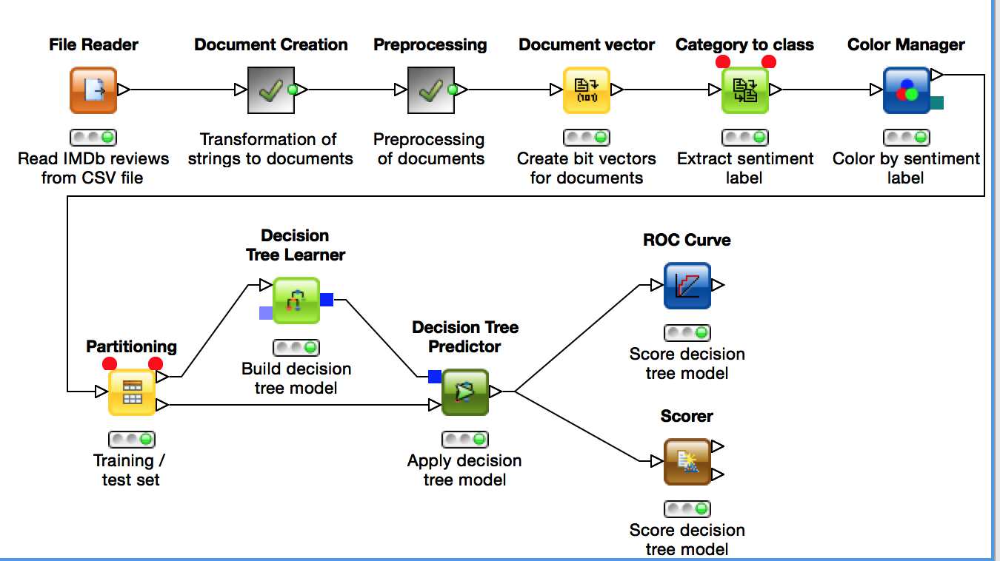 File Reader
Document Creation
Preprocessing
Document vector
Category to class
Color Manager
Read IMDb reviews
from CSV file
Transformation of
strings to documents
Preprocessing
of documents
Create bit vectors
for documents
Extract sentiment
label
Color by sentiment
label
Decision
Tree Learner
Build decision
tree model
Partitioning
Training /
test set
Decision Tree
Predictor
Apply decision
tree model
ROC Curve
Score decision
tree model
Scorer
Score decision
tree model